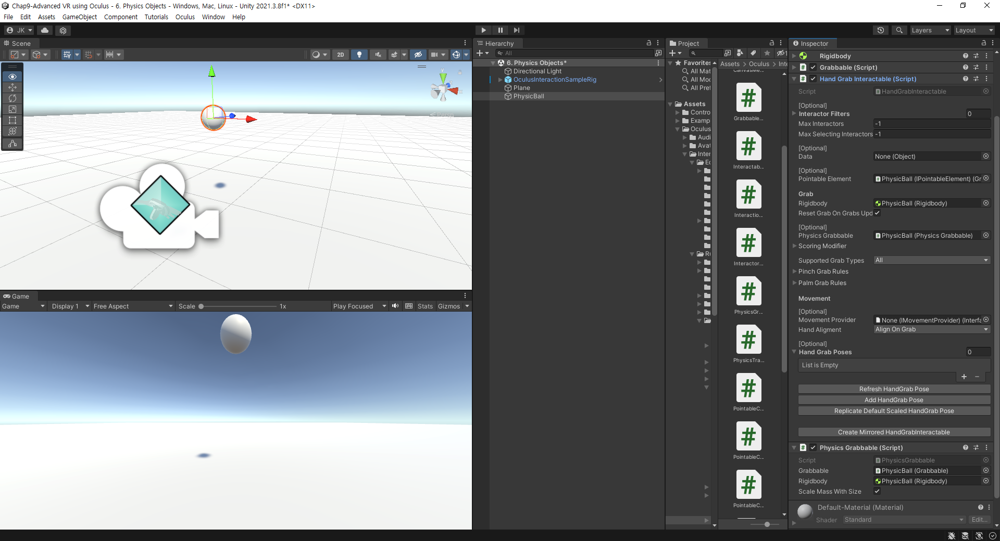 Chap9-Advanced VR using Oculus - 6. Physics Objects - Windows, Mac, Linux - Unity 2021.3.8f1* <DX11>
File Edit Assets GameObject Component Tutorials Oculus Window Help
JK
Layers
Layout
Scene
2D
y
Persp
Game
Game
Display 1
Free Aspect
Scale
1x
Play Focused
Stats
Gizmos
Hierarchy
All
6. Physics Objects*
Directional Light
OculusInteractionSampleRig
Plane
PhysicBall
Project
1
Favorites
All Mat
All Moc
All Pref
Assets
Contro
Examp
Oculus
Audi
Avat
Inter
Ec
Ru
Assets > Oculus > Inte
CanvasMe...
Grabbable...
Interactab...
Interactio...
Interactor...
PhysicsGr...
PhysicsTra...
PointableC...
PointableC...
PointableC...
Inspector
Rigidbody
Grabbable (Script)
Hand Grab Interactable (Script)
Script HandGrabInteractable
[Optional]
Interactor Filters 0
Max Interactors -1
Max Selecting Interactors -1
[Optional]
Data None (Object)
[Optional]
Pointable Element PhysicBall (IPointableElement) (Gr
Grab
Rigidbody PhysicBall (Rigidbody)
Reset Grab On Grabs Upd
[Optional]
Physics Grabbable PhysicBall (Physics Grabbable)
Scoring Modifier
Supported Grab Types All
Pinch Grab Rules
Palm Grab Rules
Movement
[Optional]
Movement Provider None (IMovementProvider) (Interfa
Hand Aligment Align On Grab
[Optional]
Hand Grab Poses 0
List is Empty
Refresh HandGrab Pose
Add HandGrab Pose
Replicate Default Scaled HandGrab Pose
Create Mirrored HandGrabInteractable
Physics Grabbable (Script)
Script PhysicsGrabbable
Grabbable PhysicBall (Grabbable)
Rigidbody PhysicBall (Rigidbody)
Scale Mass With Size
Default-Material (Material)
Shader Standard Edit...